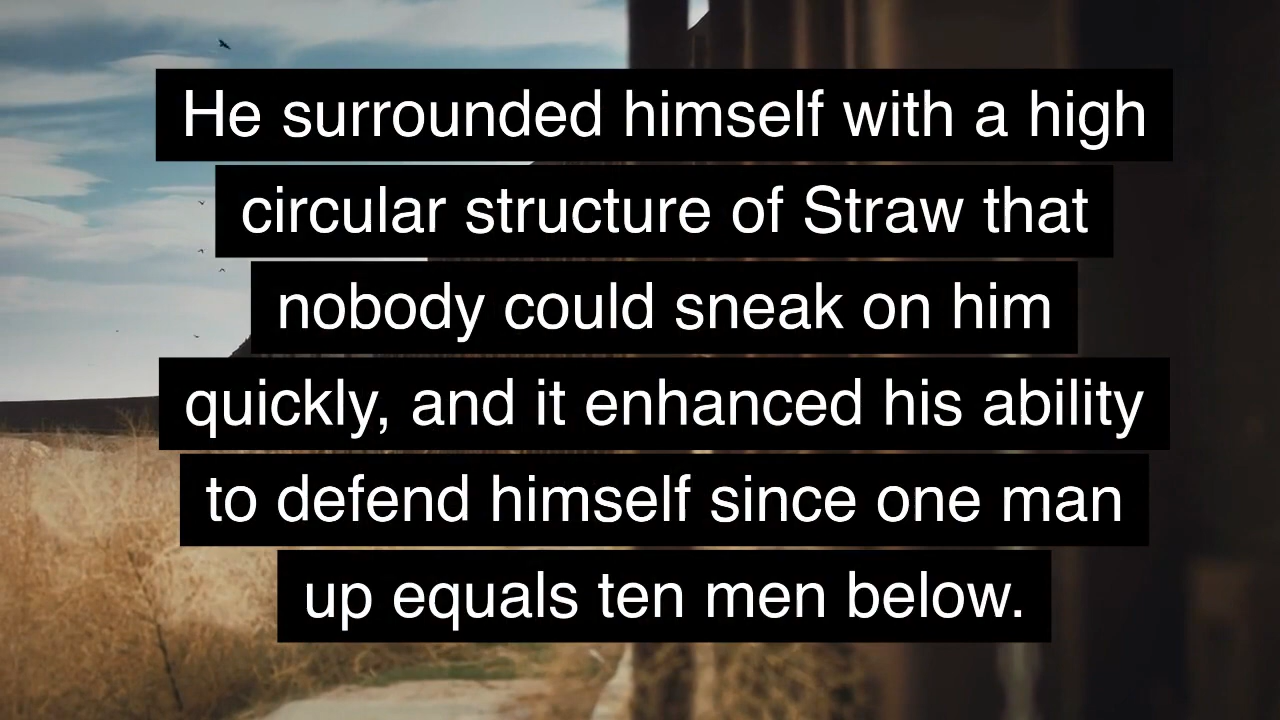 He surrounded himself with a high
circular structure of Straw that
nobody could sneak on him
quickly, and it enhanced his ability
to defend himself since one man
up equals ten men below.